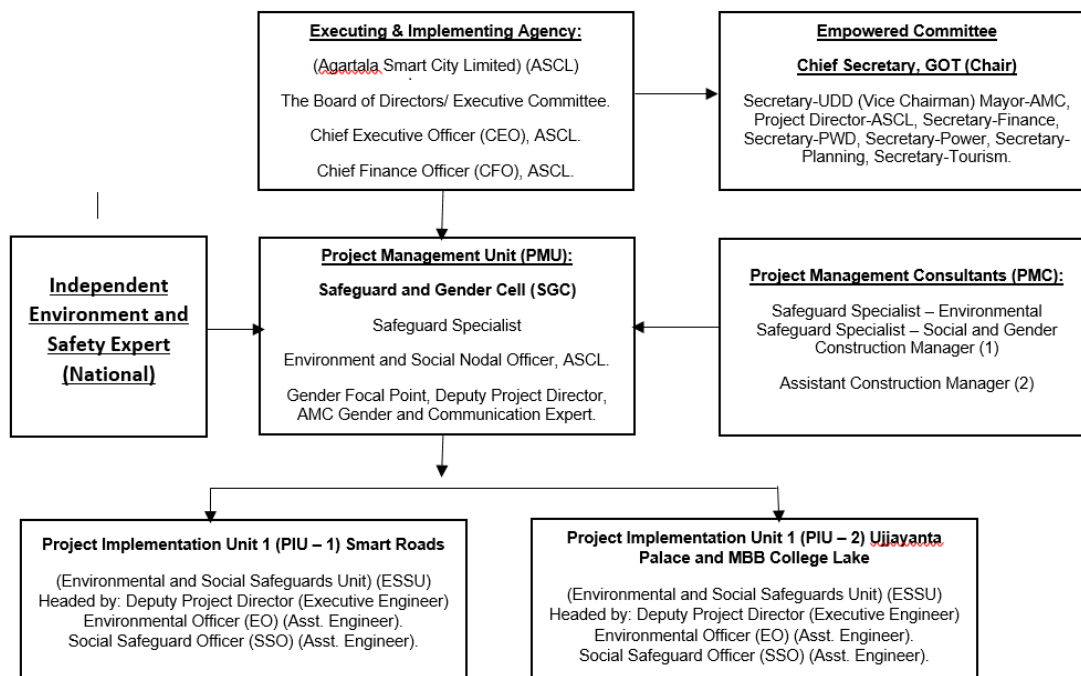 Executing & Implementing Agency:
(Agartala Smart City Limited) (ASCL)
The Board of Directors/ Executive Committee.
Chief Executive Officer (CEO), ASCL.
Chief Finance Officer (CFO), ASCL.
Empowered Committee
Chief Secretary, GOT (Chair)
Secretary-UDD (Vice Chairman) Mayor-AMC,
Project Director-ASCL, Secretary-Finance,
Secretary-PWD, Secretary-Power, Secretary-
Planning, Secretary-Tourism.
Independent
Environment and
Safety Expert
(National)
Project Management Unit (PMU):
Safeguard and Gender Cell (SGC)
Safeguard Specialist
Environment and Social Nodal Officer, ASCL.
Gender Focal Point, Deputy Project Director,
AMC Gender and Communication Expert.
Project Management Consultants (PMC):
Safeguard Specialist – Environmental
Safeguard Specialist – Social and Gender
Construction Manager (1)
Assistant Construction Manager (2)
Project Implementation Unit 1 (PIU – 1) Smart Roads
(Environmental and Social Safeguards Unit) (ESSU)
Headed by: Deputy Project Director (Executive Engineer)
Environmental Officer (EO) (Asst. Engineer).
Social Safeguard Officer (SSO) (Asst. Engineer).
Project Implementation Unit 1 (PIU – 2) Ujjayanta
Palace and MBB College Lake
(Environmental and Social Safeguards Unit) (ESSU)
Headed by: Deputy Project Director (Executive Engineer)
Environmental Officer (EO) (Asst. Engineer).
Social Safeguard Officer (SSO) (Asst. Engineer).